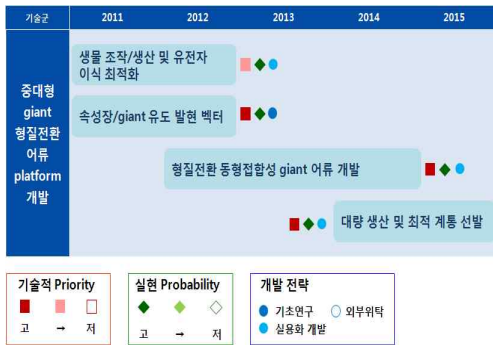 기술군 2011 2012 2013 2014 2015
중대형
giant
형질전환
어류
platform
개발
생물 조작/생산 및 유전자
이식 최적화
속성장/giant 유도 발현 벡터
형질전환 동형접합성 giant 어류 개발
대량 생산 및 최적 계통 선발
기술적 Priority
고 → 저
실현 Probability
고 → 저
개발 전략
기초연구 외부위탁
실용화 개발